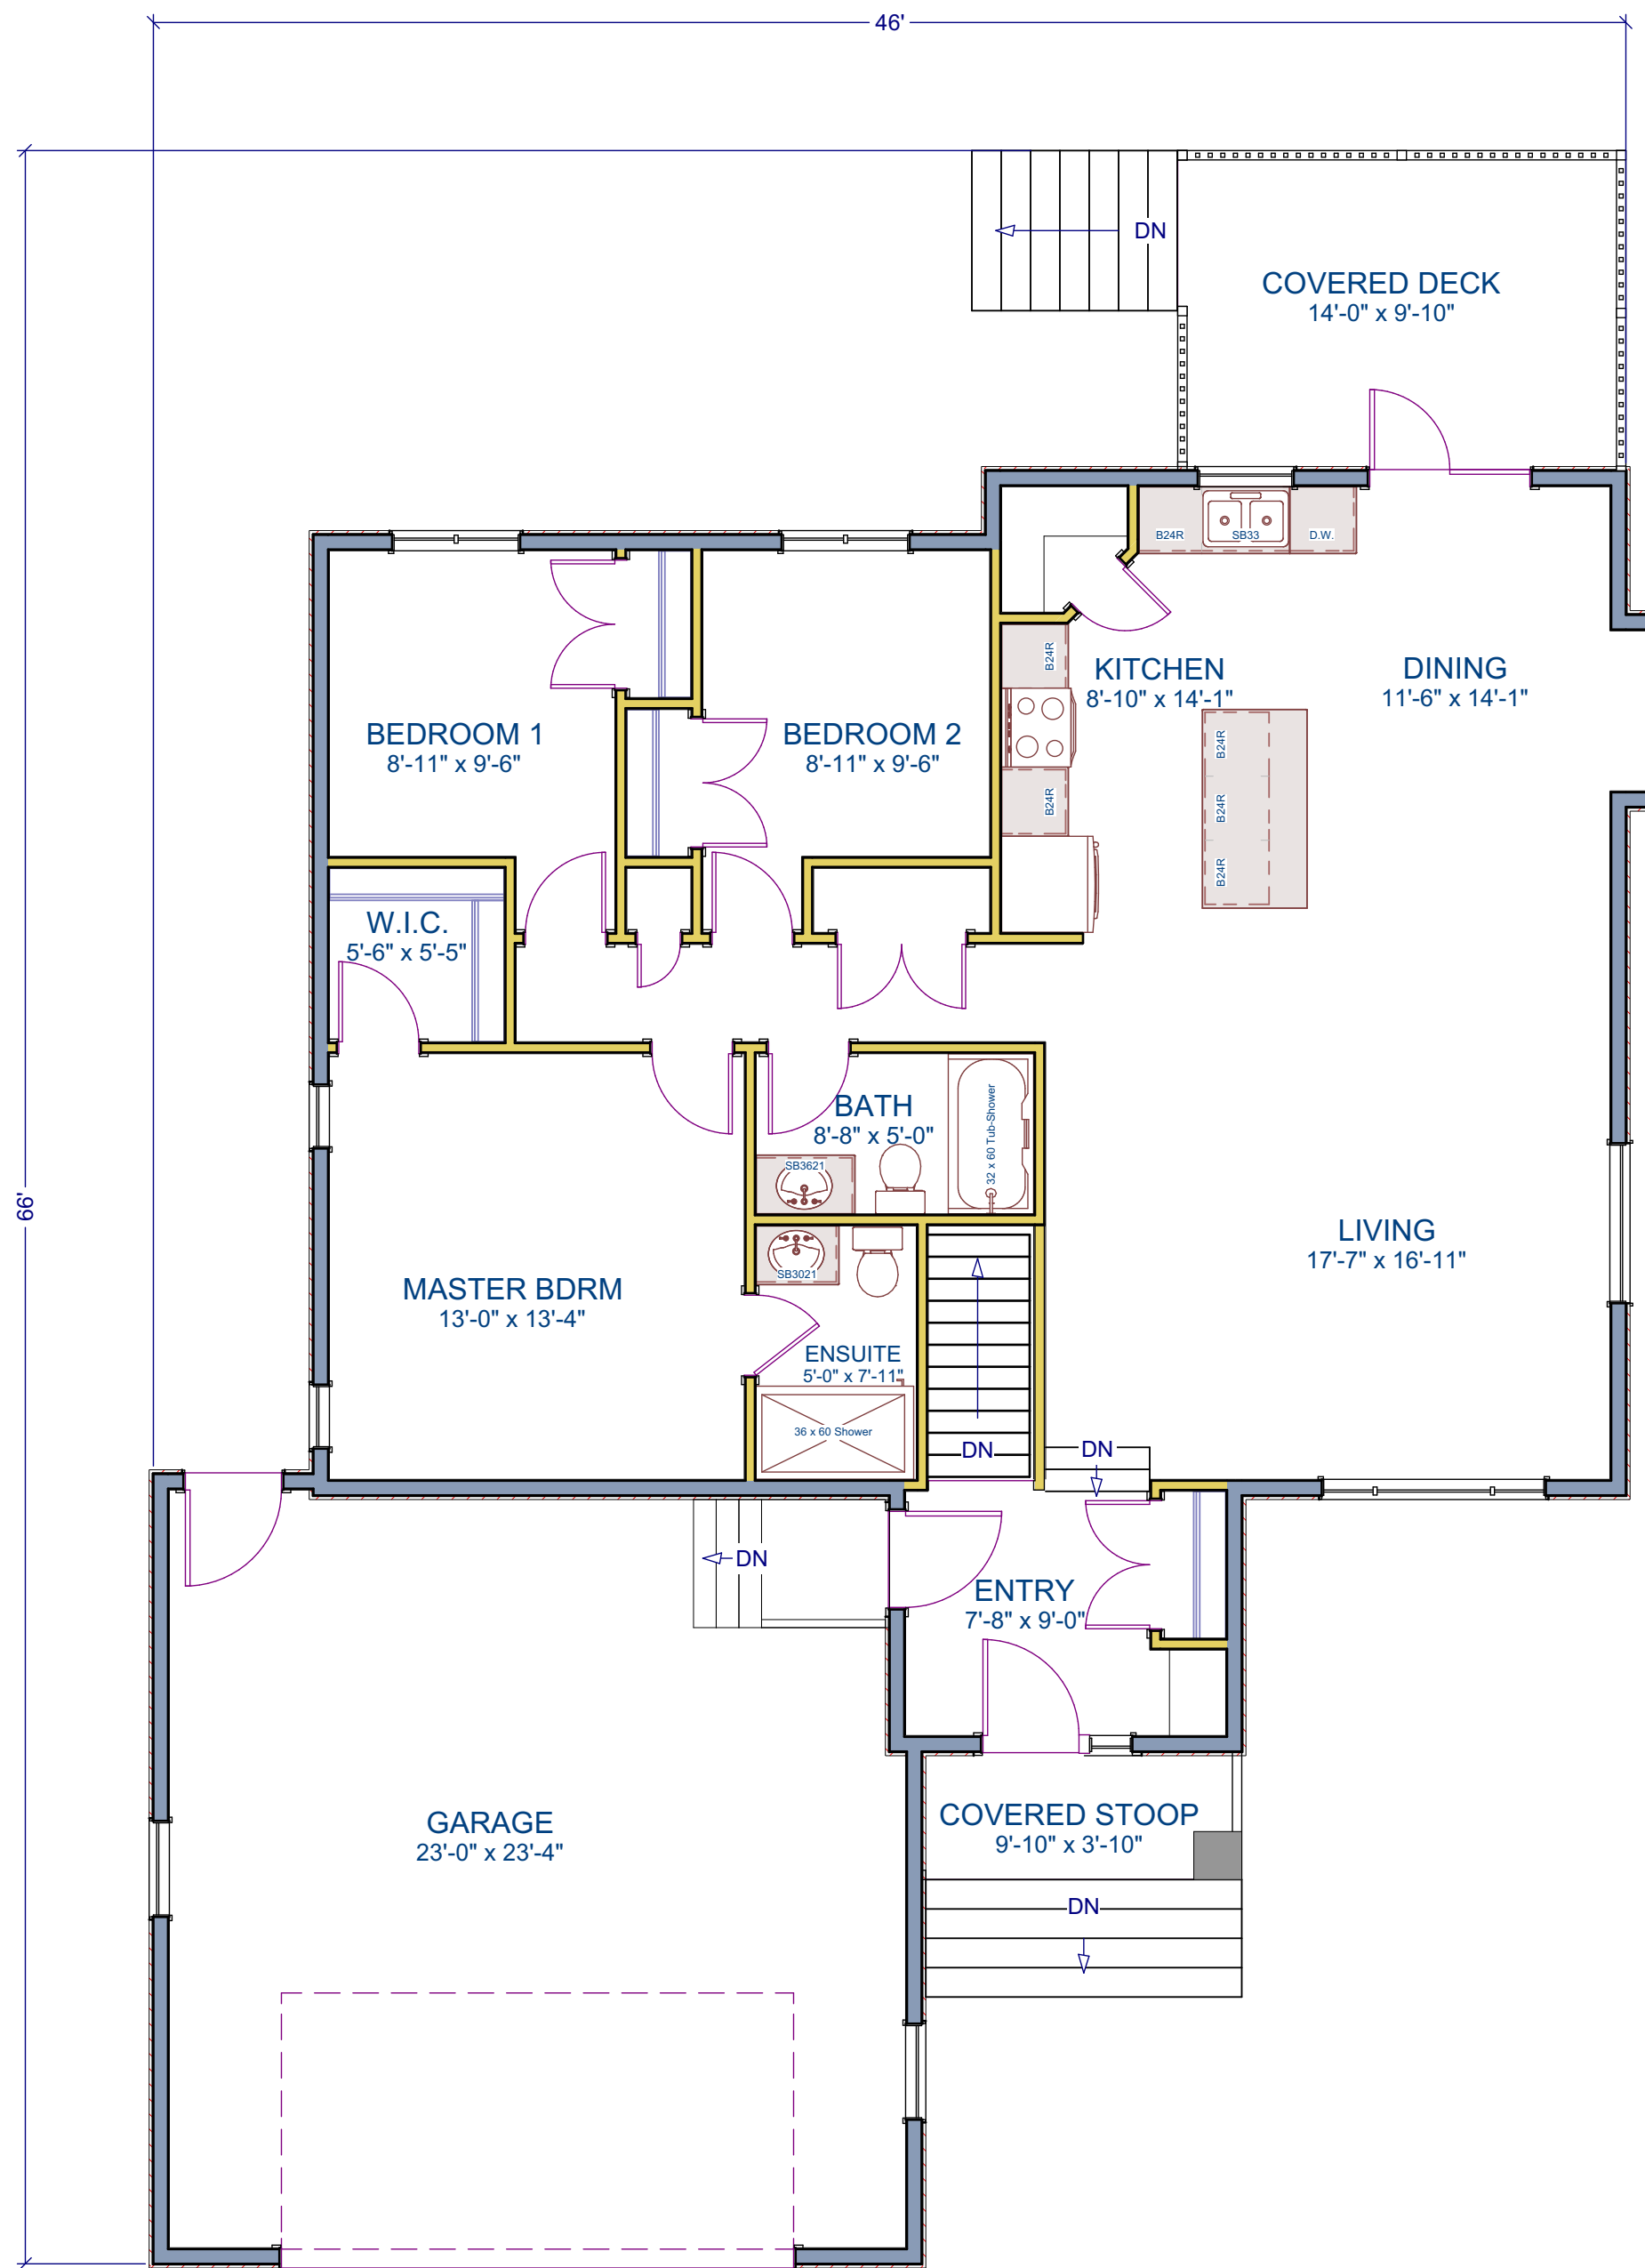 46'
DN
COVERED DECK
14'-0" x 9'-10"
B24R
SB33
D.W.
B24R
KITCHEN
8'-10" x 14'-1"
DINING
11'-6" x 14'-1"
BEDROOM 1
8'-11" x 9'-6"
BEDROOM 2
8'-11" x 9'-6"
B24R
B24R
B24R
B24R
W.I.C.
5'-6" x 5'-5"
BATH
8'-8" x 5'-0"
32 x 60 Tub-Shower
SB3621
66'
LIVING
17'-7" x 16'-11"
SB3021
MASTER BDRM
13'-0" x 13'-4"
ENSUITE
5'-0" x 7'-11"
36 x 60 Shower
DN
DN
DN
ENTRY
7'-8" x 9'-0"
GARAGE
23'-0" x 23'-4"
COVERED STOOP
9'-10" x 3'-10"
DN